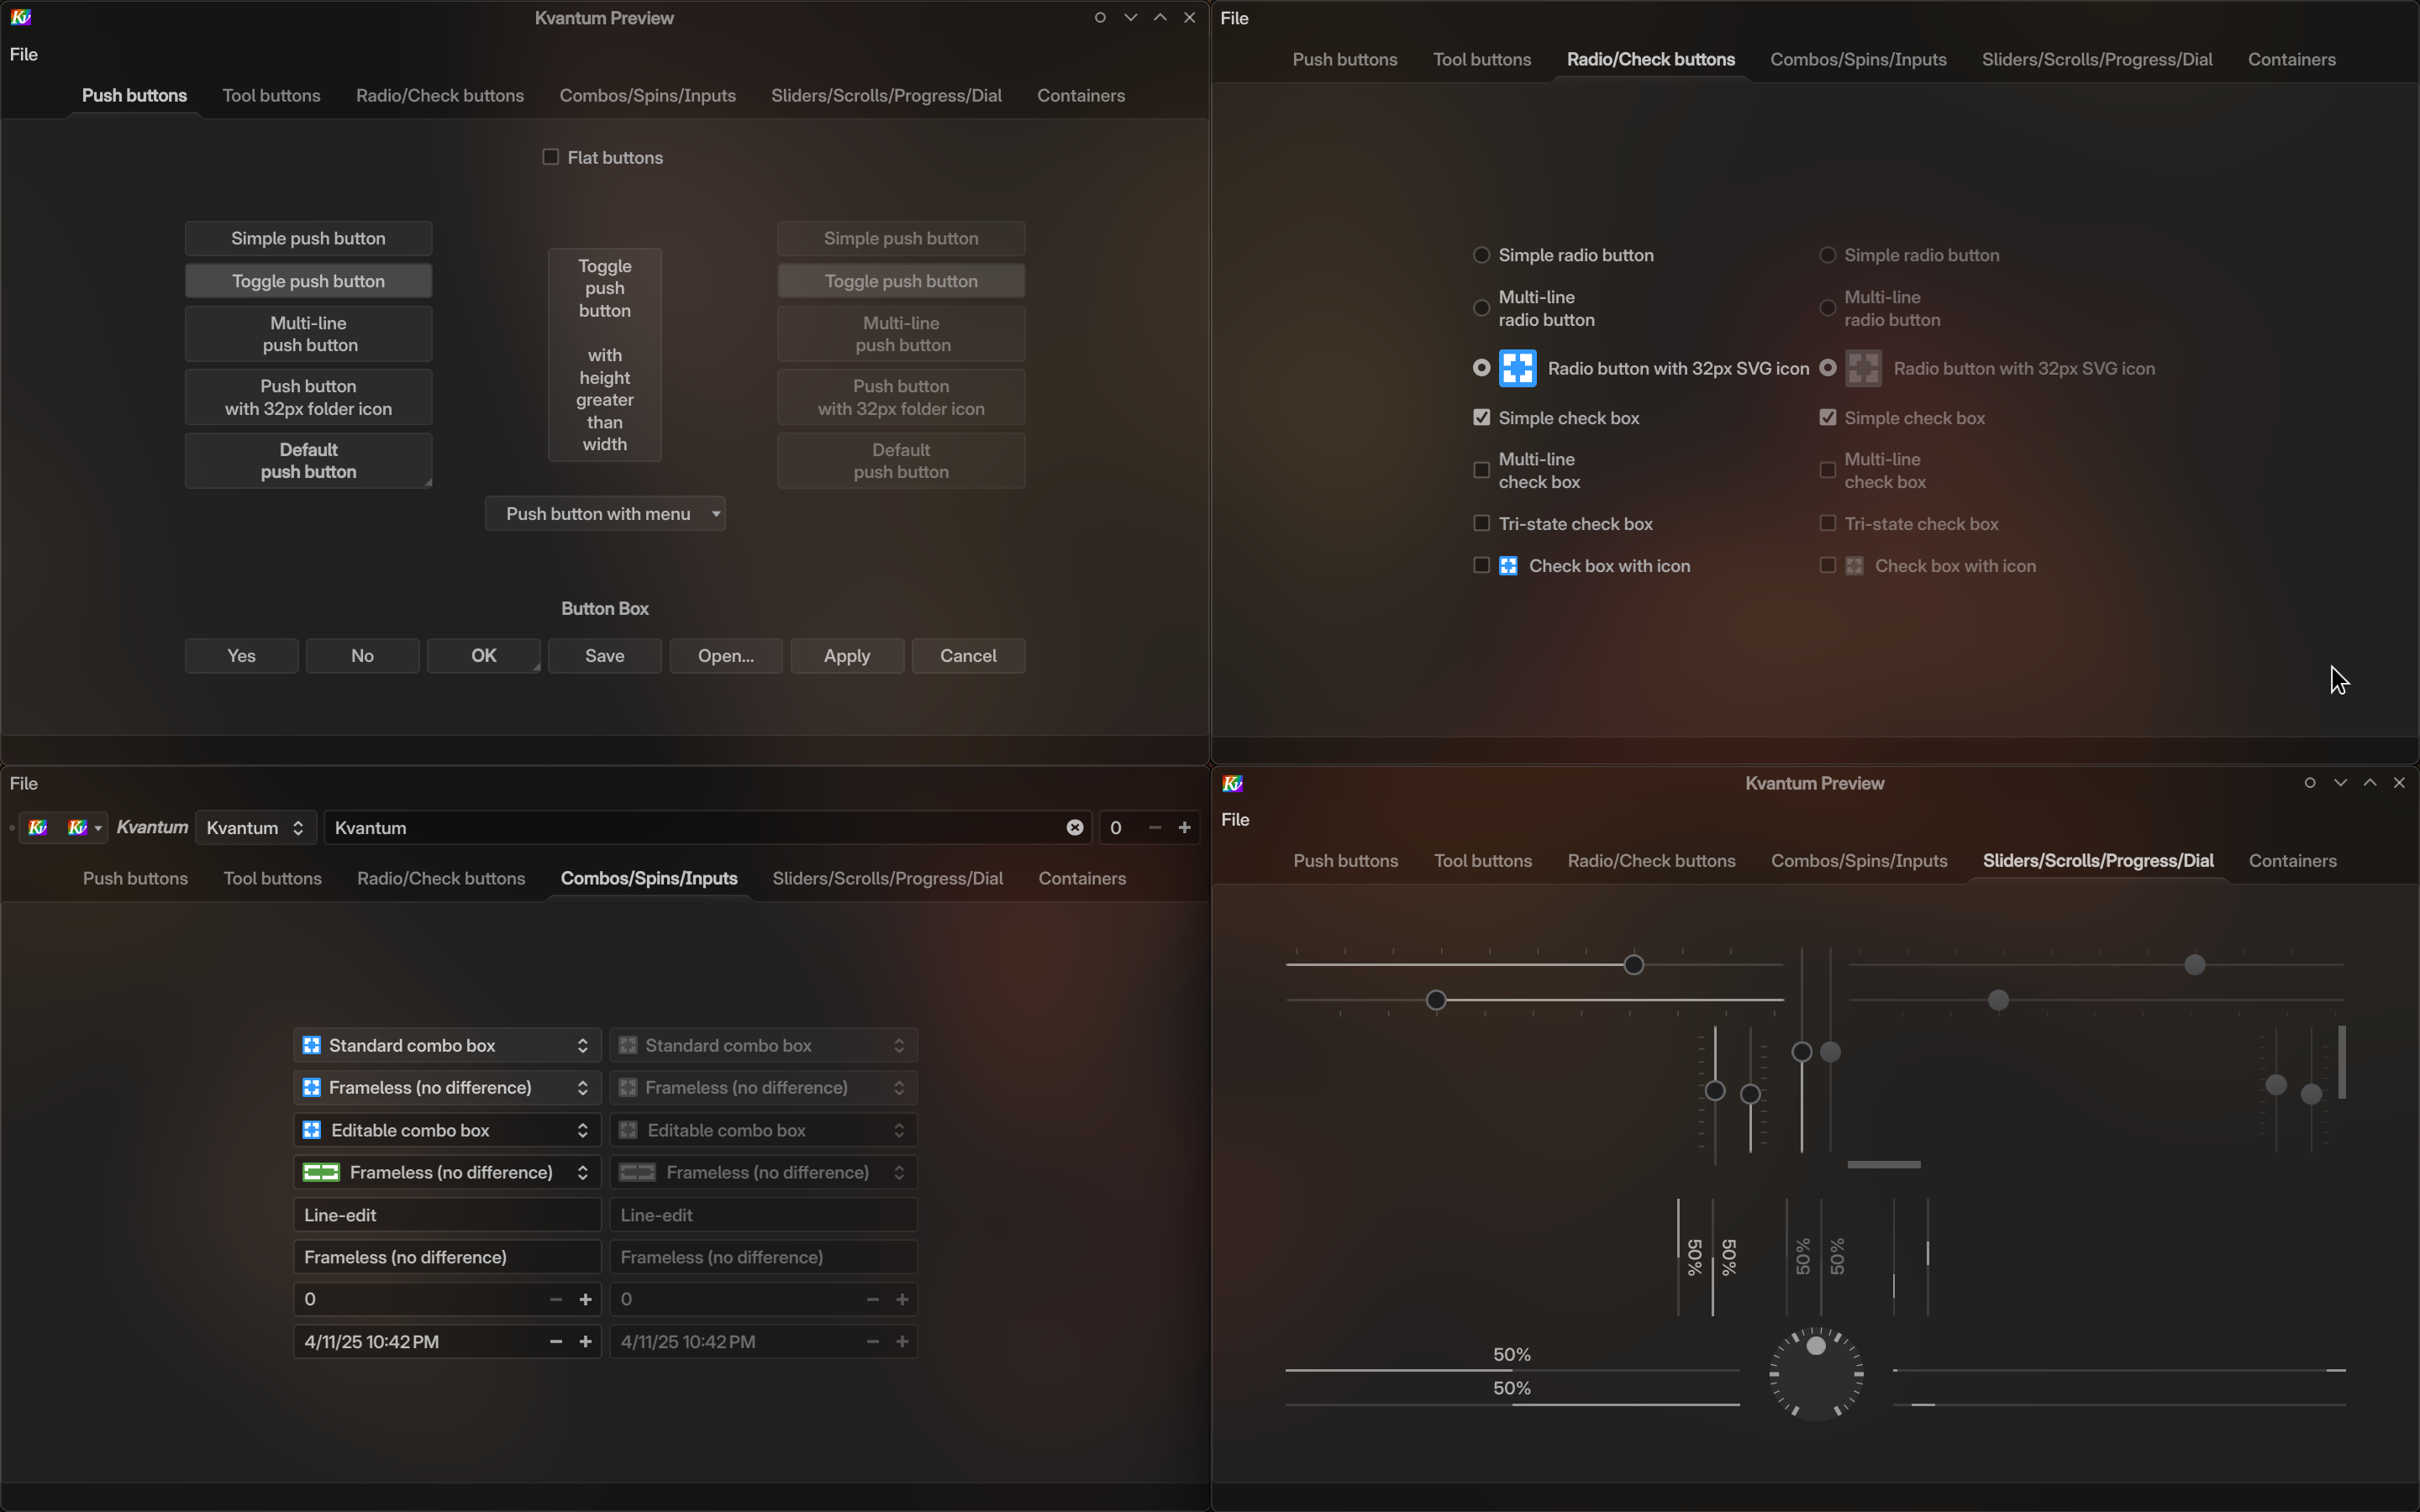 Kvantum Preview
File
Push buttons Tool buttons Radio/Check buttons Combos/Spins/Inputs Sliders/Scrolls/Progress/Dial Containers
Flat buttons
Simple push button
Toggle push button
Multi-line
push button
Push button
with 32px folder icon
Default
push button
Toggle
push
button
with
height
greater
than
width
Simple push button
Toggle push button
Multi-line
push button
Push button
with 32px folder icon
Default
push button
Push button with menu
Button Box
Yes No OK Save Open... Apply Cancel
File
Push buttons Tool buttons Radio/Check buttons Combos/Spins/Inputs Sliders/Scrolls/Progress/Dial Containers
Simple radio button
Multi-line
radio button
Radio button with 32px SVG icon
Simple check box
Multi-line
check box
Tri-state check box
Check box with icon
Simple radio button
Multi-line
radio button
Radio button with 32px SVG icon
Simple check box
Multi-line
check box
Tri-state check box
Check box with icon
File
Kv Kv Kvantum Kvantum Kvantum 0
Push buttons Tool buttons Radio/Check buttons Combos/Spins/Inputs Sliders/Scrolls/Progress/Dial Containers
Standard combo box
Frameless (no difference)
Editable combo box
Frameless (no difference)
Line-edit
Frameless (no difference)
0
4/11/25 10:42 PM
Standard combo box
Frameless (no difference)
Editable combo box
Frameless (no difference)
Line-edit
Frameless (no difference)
0
4/11/25 10:42 PM
Kv Kvantum Preview
File
Push buttons Tool buttons Radio/Check buttons Combos/Spins/Inputs Sliders/Scrolls/Progress/Dial Containers
50% 50% 50% 50%
50%
50%